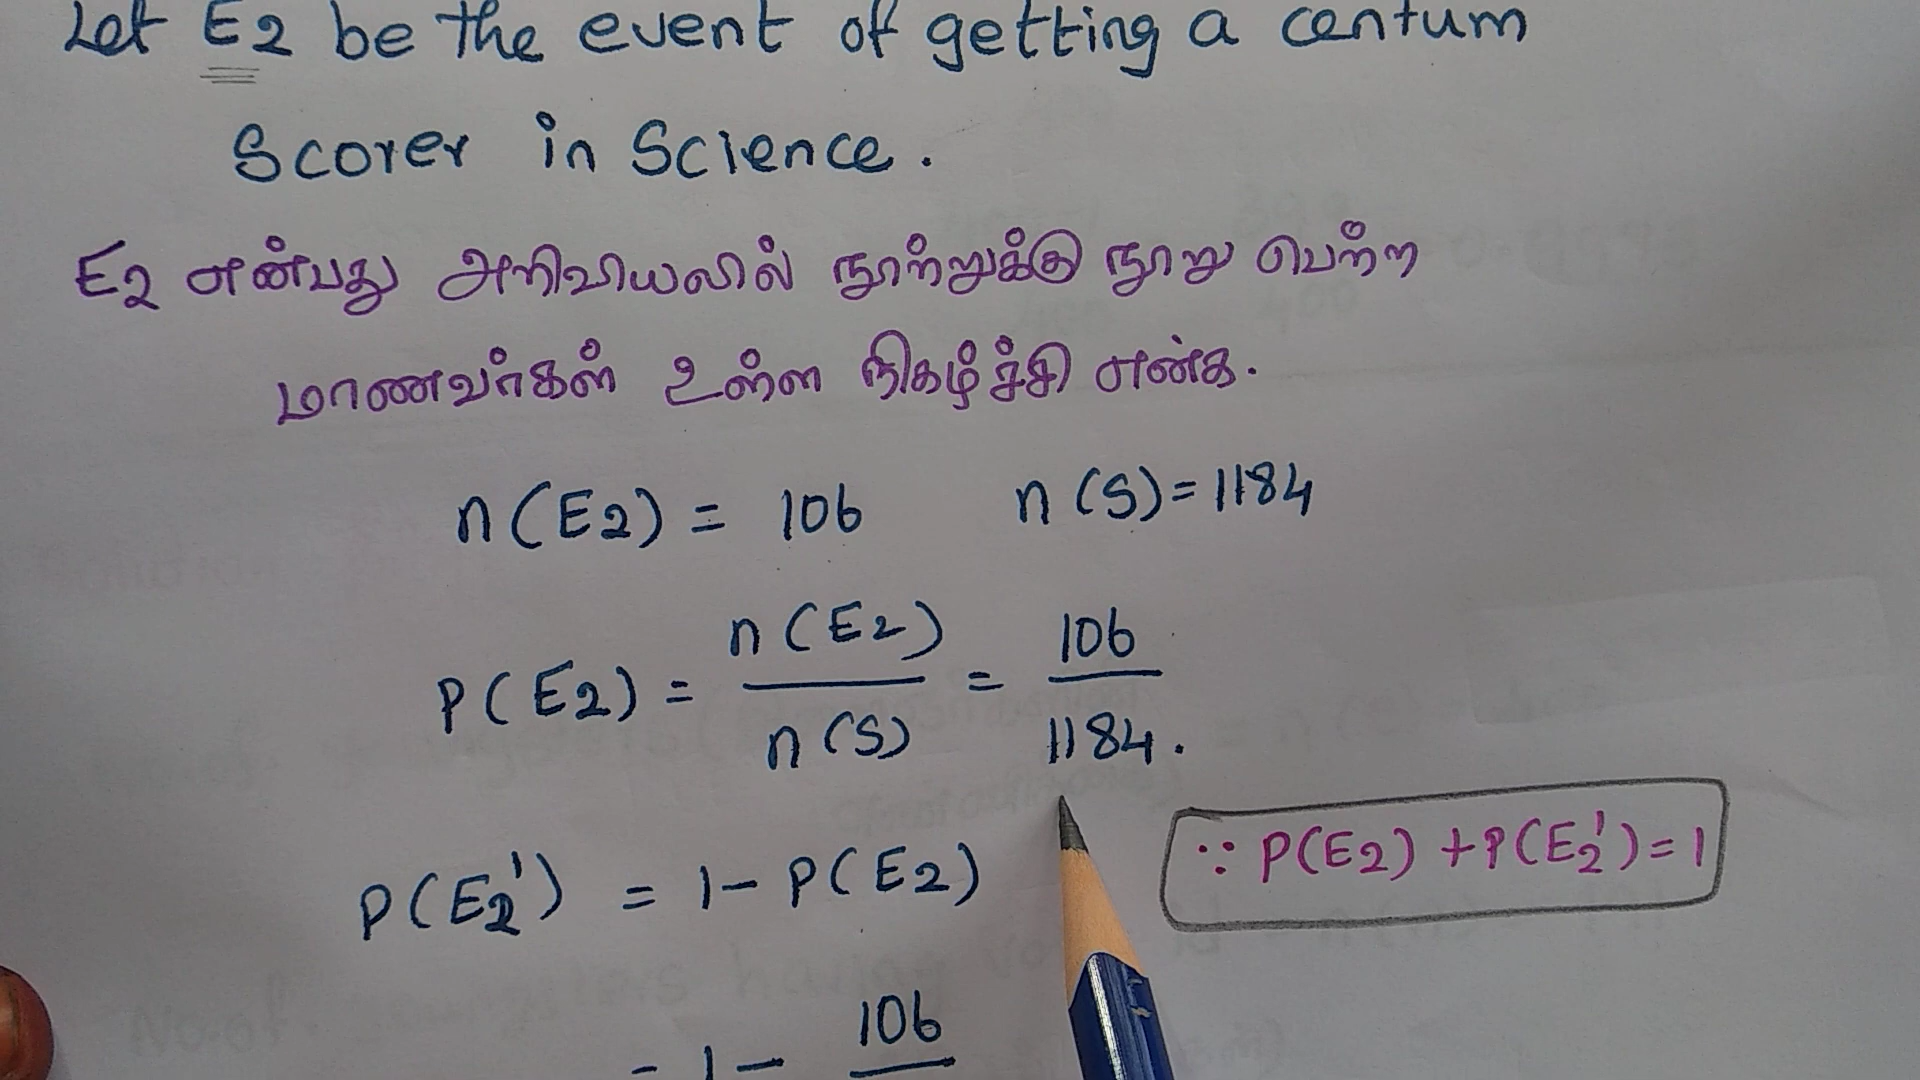 Let E2 be the event of getting a centum
Scorer in Science.
E2 என்பது அறிவியலில் நூற்றுக்கு நூறு பெற்ற
மாணவர்கள் உள்ள நிகழ்ச்சி என்க.
n(E2) = 106 n(S) = 1184
P(E2) = n(E2) / n(S) = 106 / 1184.
P(E2') = 1 - P(E2) ∵ P(E2) + P(E2') = 1
= 1 - 106